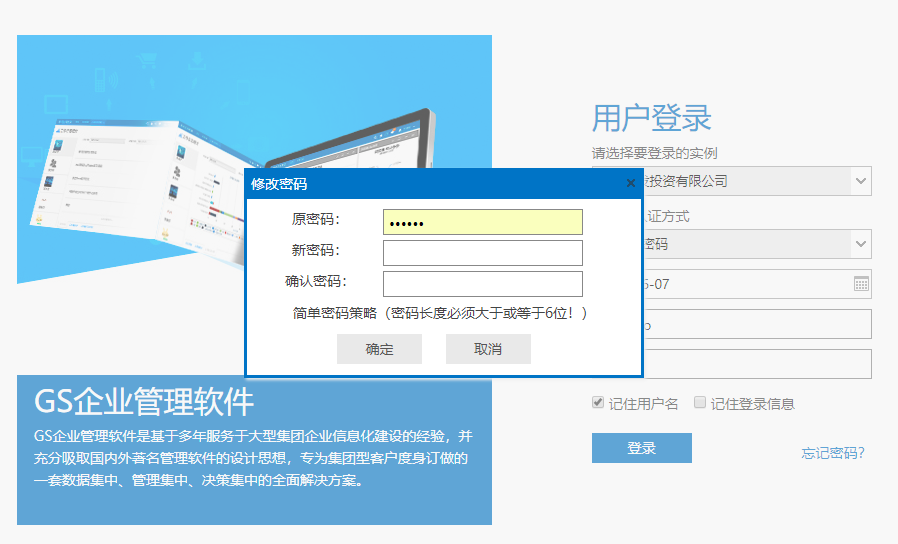 用户登录
请选择要登录的实例
投资有限公司
证方式
密码
-07
修改密码
原密码：
新密码：
确认密码：
简单密码策略（密码长度必须大于或等于6位！）
确定
取消
记住用户名
记住登录信息
登录
忘记密码?
GS企业管理软件
GS企业管理软件是基于多年服务于大型集团企业信息化建设的经验，并
充分吸取国内外著名管理软件的设计思想，专为集团型客户度身订做的
一套数据集中、管理集中、决策集中的全面解决方案。